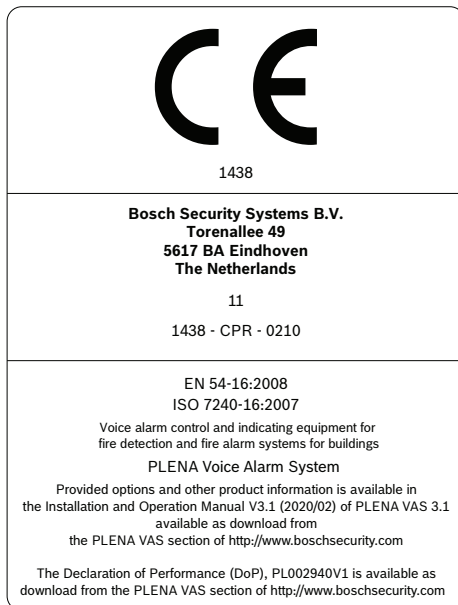 CE
1438
Bosch Security Systems B.V.
Torenallee 49
5617 BA Eindhoven
The Netherlands
11
1438 - CPR - 0210
EN 54-16:2008
ISO 7240-16:2007
Voice alarm control and indicating equipment for
fire detection and fire alarm systems for buildings
PLENA Voice Alarm System
Provided options and other product information is available in
the Installation and Operation Manual V3.1 (2020/02) of PLENA VAS 3.1
available as download from
the PLENA VAS section of http://www.boschsecurity.com
The Declaration of Performance (DoP), PL002940V1 is available as
download from the PLENA VAS section of http://www.boschsecurity.com